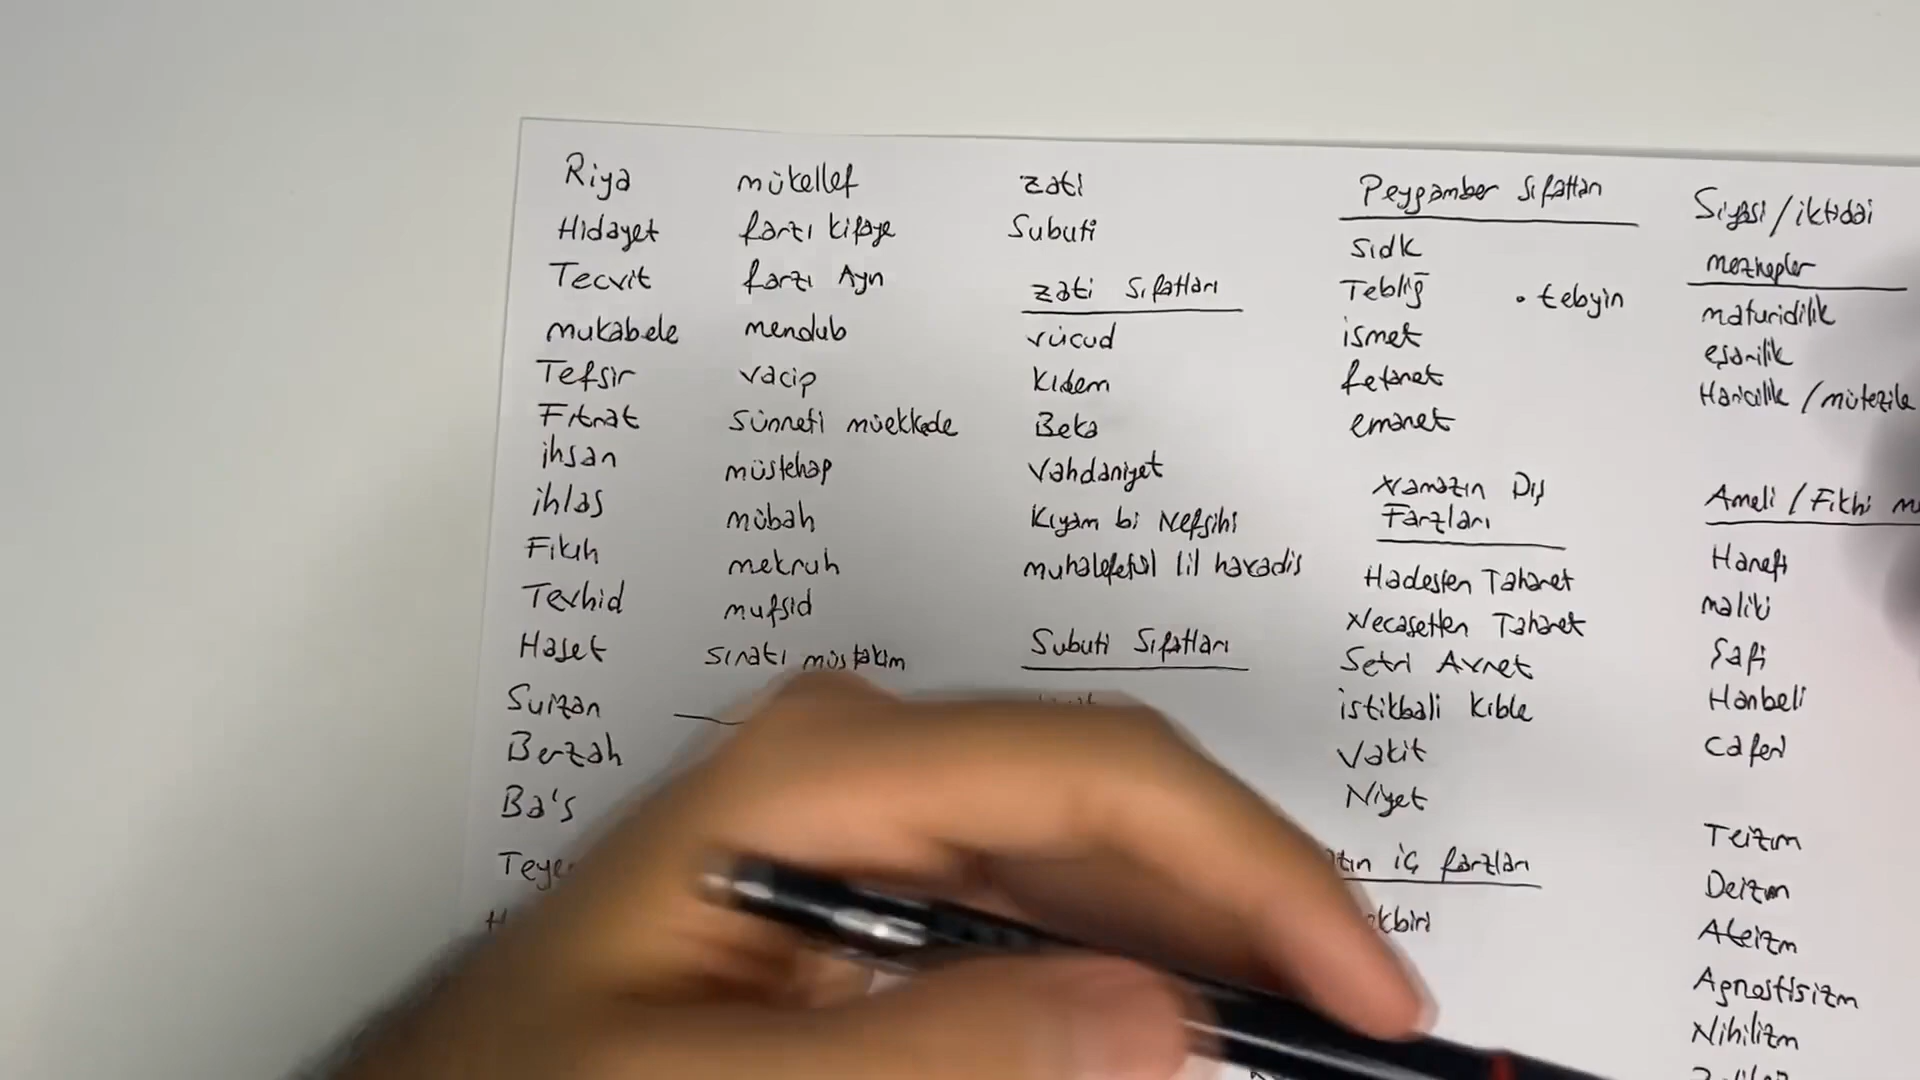 Riya
Hidayet
Tecvit
mukabele
Tefsir
Fıtrat
ihsan
ihlas
Fıkıh
Tevhid
Haset
Suizan
Berzah
Ba's
mükellef
farzı kifaye
farzı Ayn
mendub
vacip
sünneti müekkede
müstehap
mübah
mekruh
mufsid
sıratı müstakim
zati
Subuti
zati Sıfatları
vücud
Kıdem
Beka
Vahdaniyet
Kıyam bi Nefsihi
muhalefetül lil havadis
Subuti Sıfatları
Peygamber Sıfatları
Sıdk
Tebliğ
• tebyin
ismet
fetanet
emanet
Namazın Dış
Farzları
Hadesten Taharet
Necasetten Taharet
Setri Avret
istikbali kıble
Vakit
Niyet
iç farzları
Siyasi/iktidai
mezhepler
maturidilik
eşarilik
Haricilik / mütezile
Ameli / Fıkhi
Hanefi
maliki
Şafi
Hanbeli
Caferi
Teizm
Deizm
Ateizm
Agnostisizm
Nihilizm